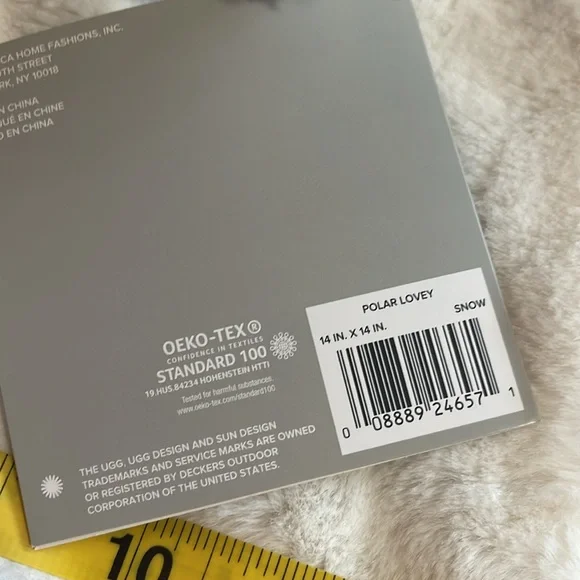 CA HOME FASHIONS, INC.
TH STREET
RK, NY 10018
N CHINA
UÉ EN CHINE
O EN CHINA
OEKO-TEX®
CONFIDENCE IN TEXTILES
STANDARD 100
19.HUS.84234 HOHENSTEIN HTTI
Tested for harmful substances.
www.oeko-tex.com/standard100
THE UGG, UGG DESIGN AND SUN DESIGN
TRADEMARKS AND SERVICE MARKS ARE OWNED
OR REGISTERED BY DECKERS OUTDOOR
CORPORATION OF THE UNITED STATES.
POLAR LOVEY
14 IN. X 14 IN. SNOW
0 08889 24657 1
10